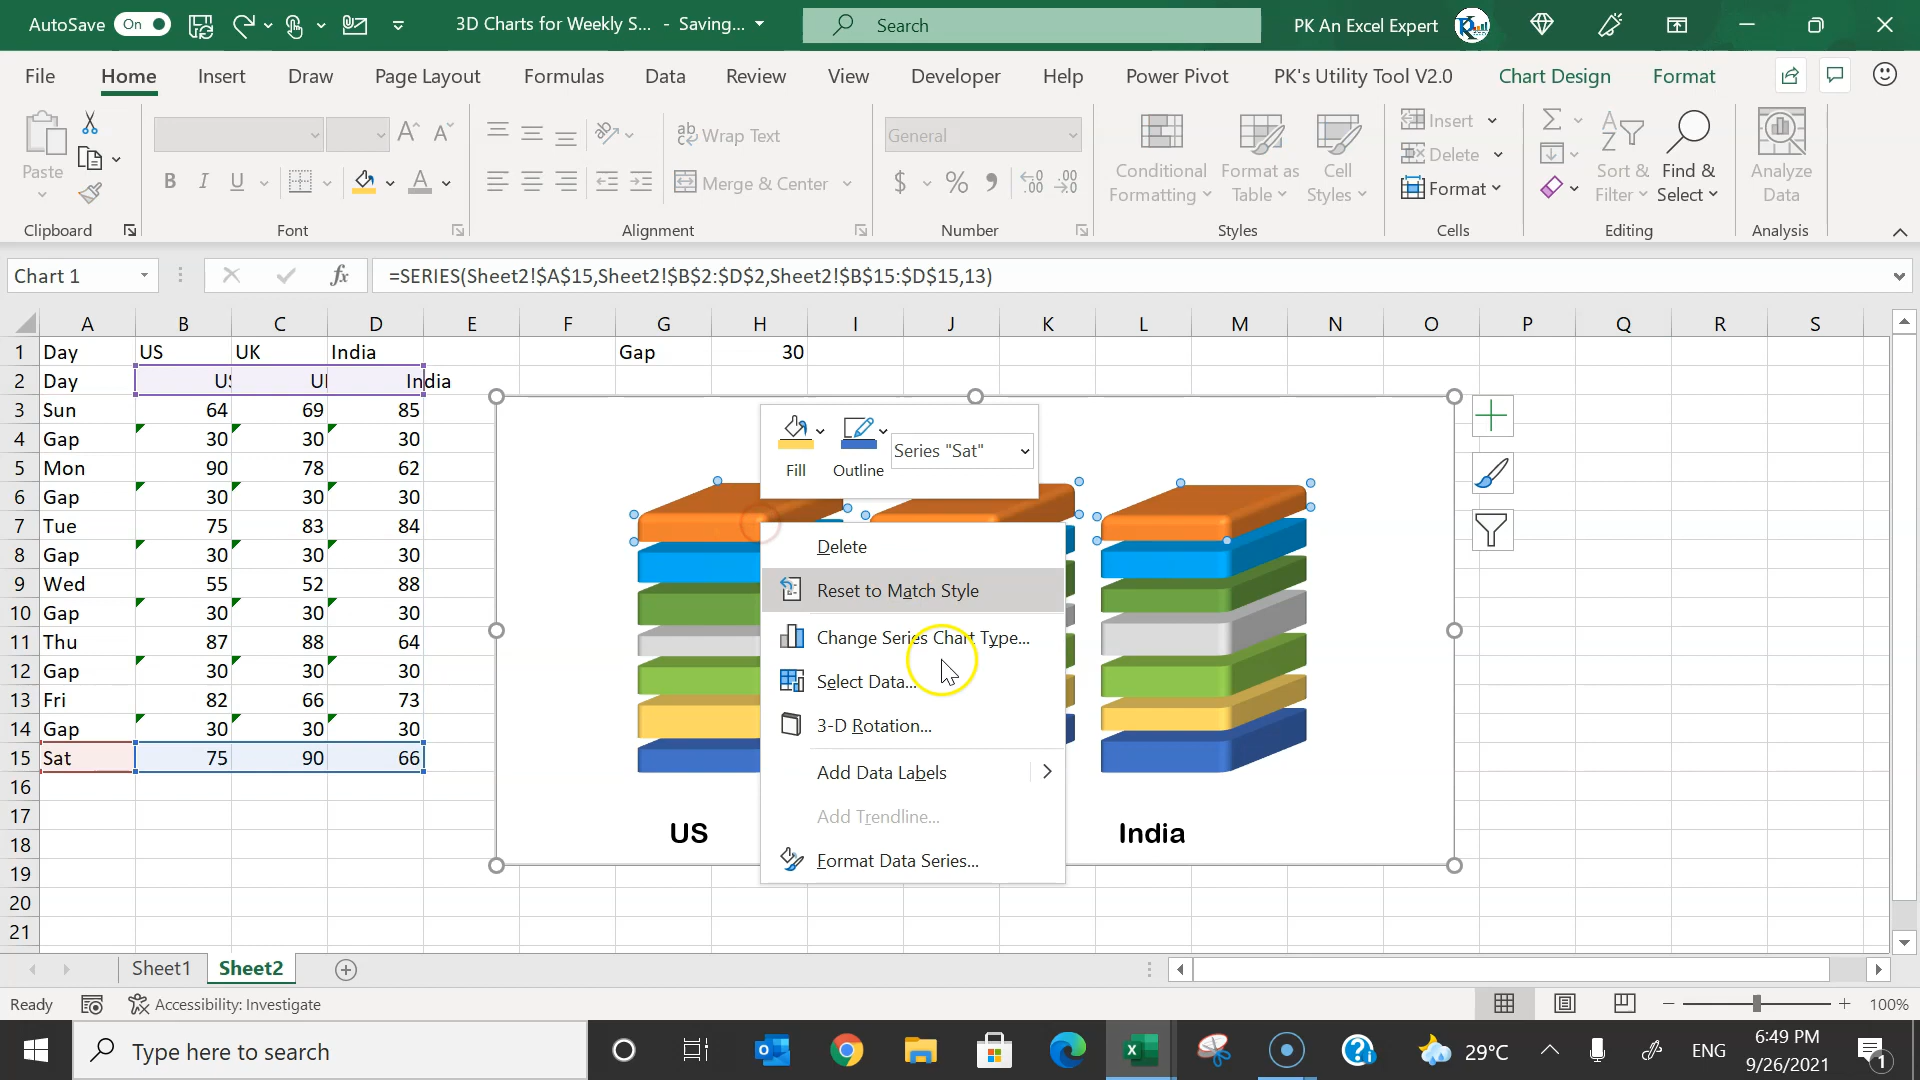 AutoSave On 3D Charts for Weekly S... - Saving... Search PK An Excel Expert
File Home Insert Draw Page Layout Formulas Data Review View Developer Help Power Pivot PK's Utility Tool V2.0 Chart Design Format
Paste
Clipboard
B I U A
Font
Wrap Text
Merge & Center
Alignment
General
$ % 9
Number
Conditional Formatting
Format as Table
Cell Styles
Styles
Insert
Delete
Format
Cells
Sort & Filter
Find & Select
Editing
Analyze Data
Analysis
Chart 1 fx =SERIES(Sheet2!$A$15,Sheet2!$B$2:$D$2,Sheet2!$B$15:$D$15,13)
A B C D E F G H I J K L M N O P Q R S
1 Day US UK India Gap 30
2 Day US U India
3 Sun 64 69 85
4 Gap 30 30 30
5 Mon 90 78 62
6 Gap 30 30 30
7 Tue 75 83 84
8 Gap 30 30 30
9 Wed 55 52 88
10 Gap 30 30 30
11 Thu 87 88 64
12 Gap 30 30 30
13 Fri 82 66 73
14 Gap 30 30 30
15 Sat 75 90 66
16
17
18
19
20
21
Fill Outline Series "Sat"
Delete
Reset to Match Style
Change Series Chart Type...
Select Data...
3-D Rotation...
Add Data Labels
Add Trendline...
Format Data Series...
US India
Sheet1 Sheet2
Ready Accessibility: Investigate 100%
Type here to search 29°C ENG 6:49 PM
9/26/2021 1